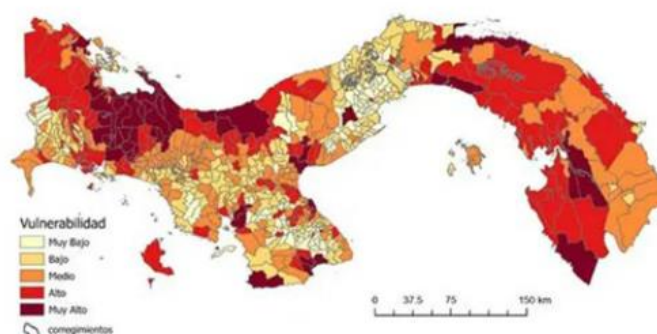 Vulnerabilidad
Muy Bajo
Bajo
Medio
Alto
Muy Alto
corregimientos
0 37.5 75 150 km